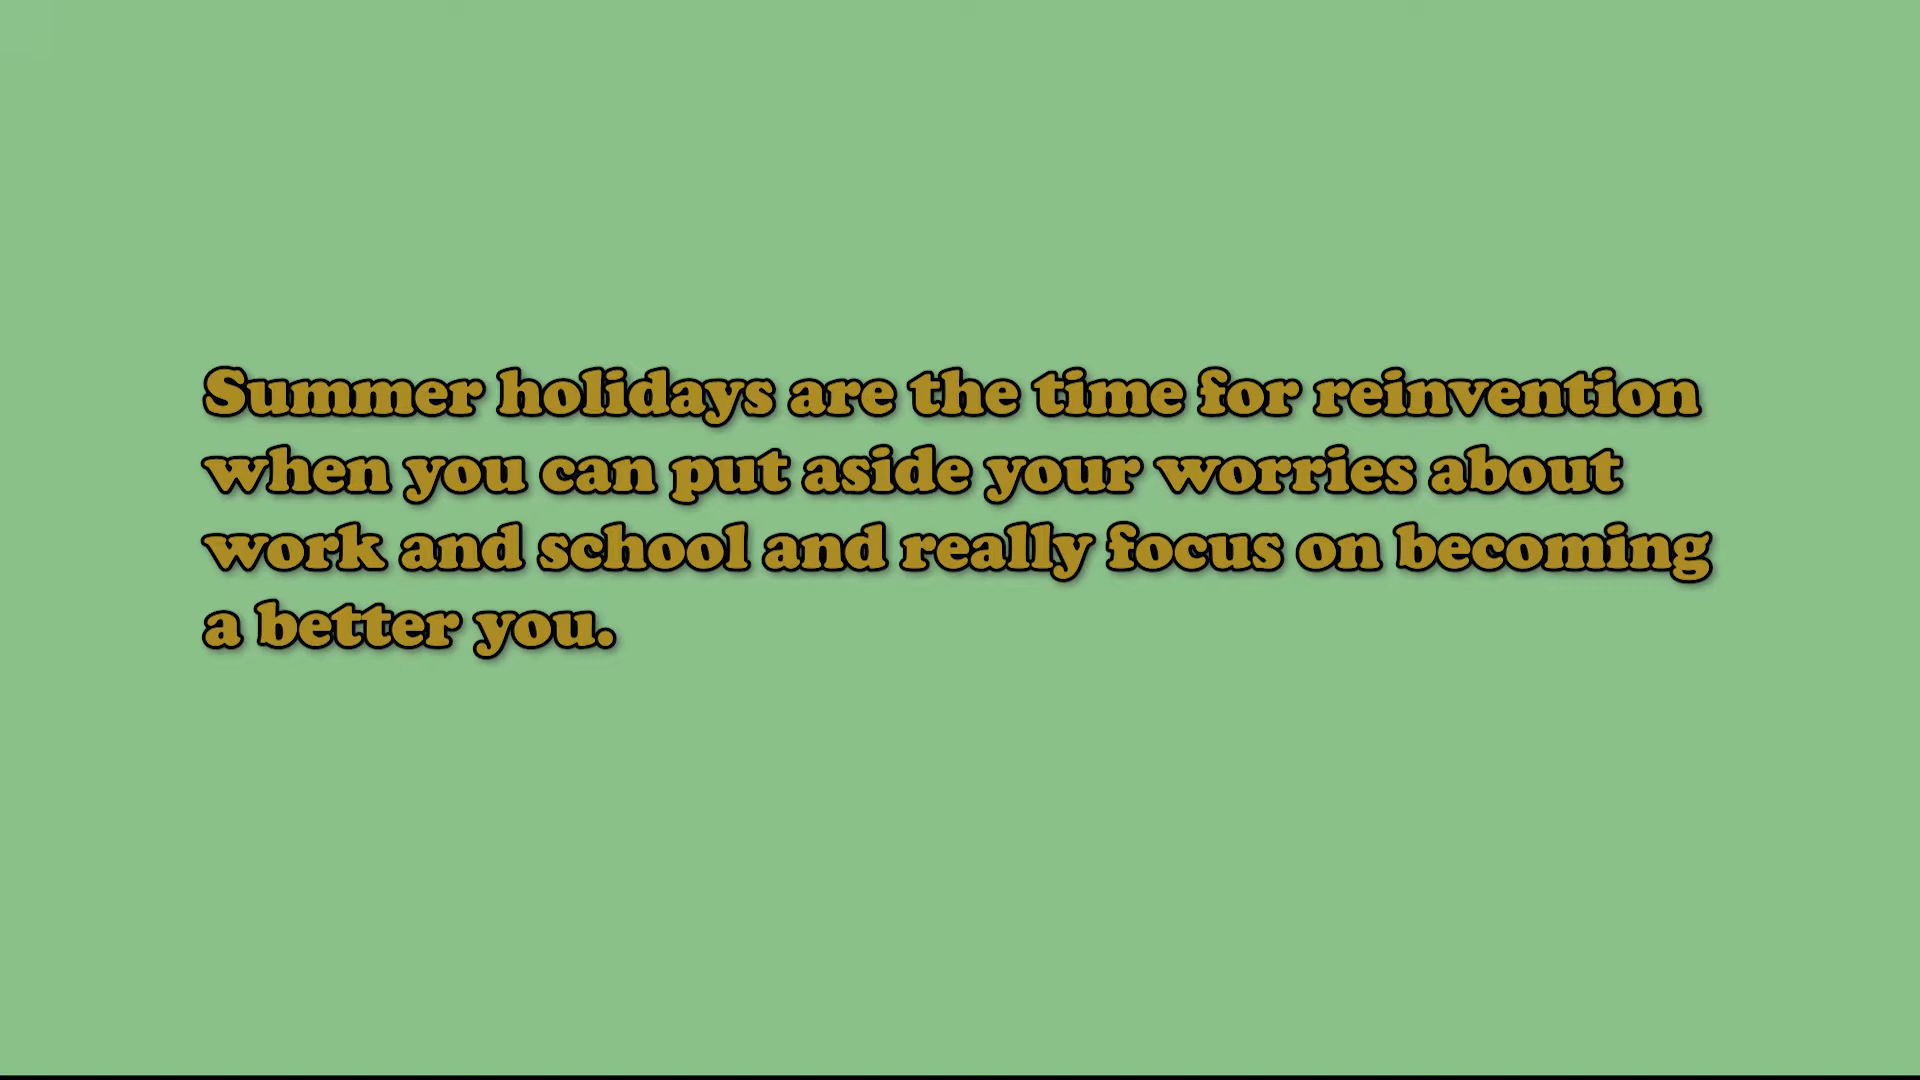 Summer holidays are the time for reinvention
when you can put aside your worries about
work and school and really focus on becoming
a better you.